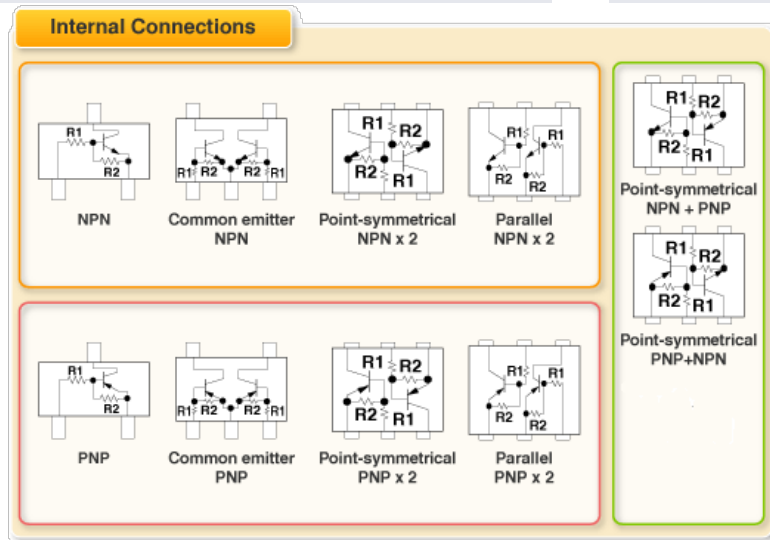 Internal Connections
R1
R2
NPN
R1 R2 R2 R1
Common emitter
NPN
R1 R2
R2 R1
Point-symmetrical
NPN x 2
R1 R1
R2
R2
Parallel
NPN x 2
R1 R2
R2 R1
Point-symmetrical
NPN + PNP
R1
R2
R2 R1
Point-symmetrical
PNP+NPN
R1
R2
PNP
R1 R2 R2 R1
Common emitter
PNP
R1 R2
R2 R1
Point-symmetrical
PNP x 2
R1 R1
R2
R2
Parallel
PNP x 2